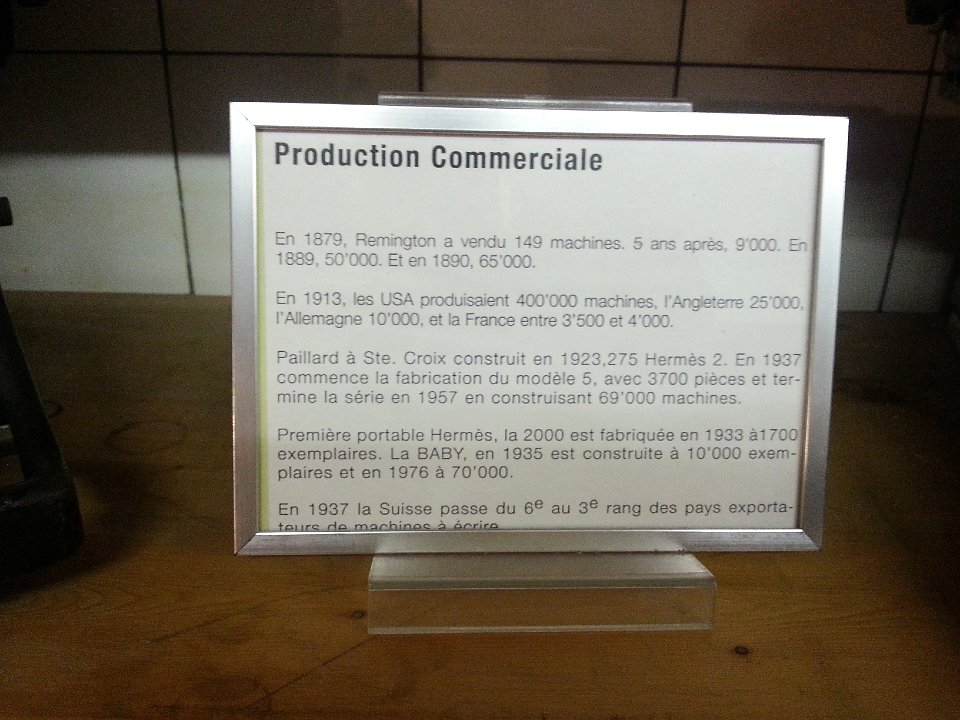 Production Commerciale
En 1879, Remington a vendu 149 machines. 5 ans après, 9'000. En
1889, 50'000. Et en 1890, 65'000.
En 1913, les USA produisaient 400'000 machines, l'Angleterre 25'000,
l'Allemagne 10'000, et la France entre 3'500 et 4'000.
Paillard à Ste. Croix construit en 1923,275 Hermès 2. En 1937
commence la fabrication du modèle 5, avec 3700 pièces et ter-
mine la série en 1957 en construisant 69'000 machines.
Première portable Hermès, la 2000 est fabriquée en 1933 à1700
exemplaires. La BABY, en 1935 est construite à 10'000 exem-
plaires et en 1976 à 70'000.
En 1937 la Suisse passe du 6e au 3e rang des pays exporta-
teurs de machines à écrire